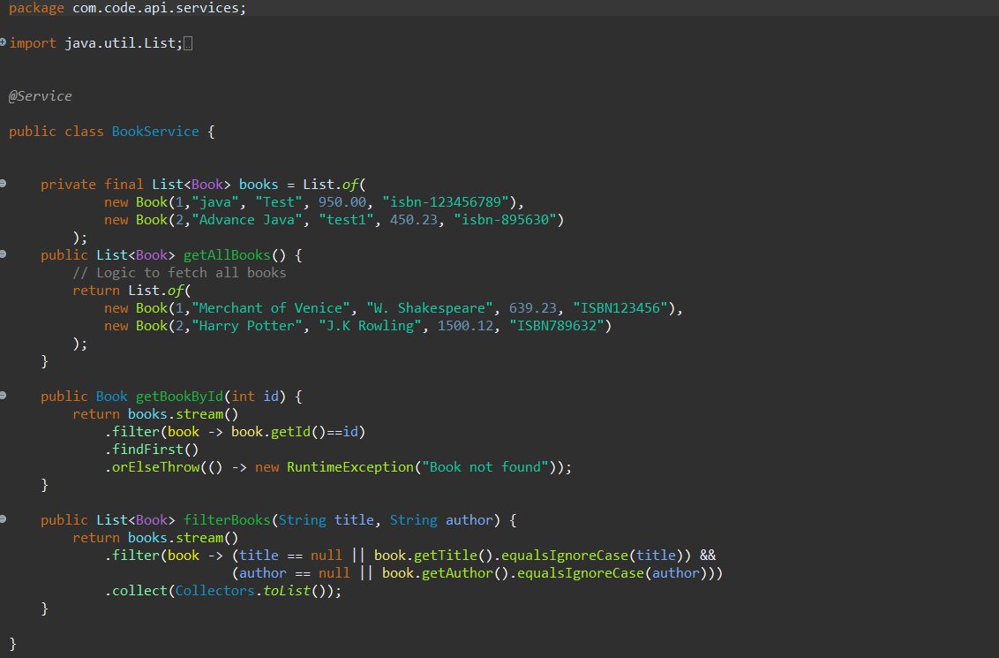 package com.code.api.services;
import java.util.List;
@Service
public class BookService {
private final List<Book> books = List.of(
new Book(1,"java", "Test", 950.00, "isbn-123456789"),
new Book(2,"Advance Java", "test1", 450.23, "isbn-895630")
);
public List<Book> getAllBooks() {
// Logic to fetch all books
return List.of(
new Book(1,"Merchant of Venice", "W. Shakespeare", 639.23, "ISBN123456"),
new Book(2,"Harry Potter", "J.K Rowling", 1500.12, "ISBN789632")
);
}
public Book getBookById(int id) {
return books.stream()
.filter(book -> book.getId()==id)
.findFirst()
.orElseThrow(() -> new RuntimeException("Book not found"));
}
public List<Book> filterBooks(String title, String author) {
return books.stream()
.filter(book -> (title == null || book.getTitle().equalsIgnoreCase(title)) &&
(author == null || book.getAuthor().equalsIgnoreCase(author)))
.collect(Collectors.toList());
}
}